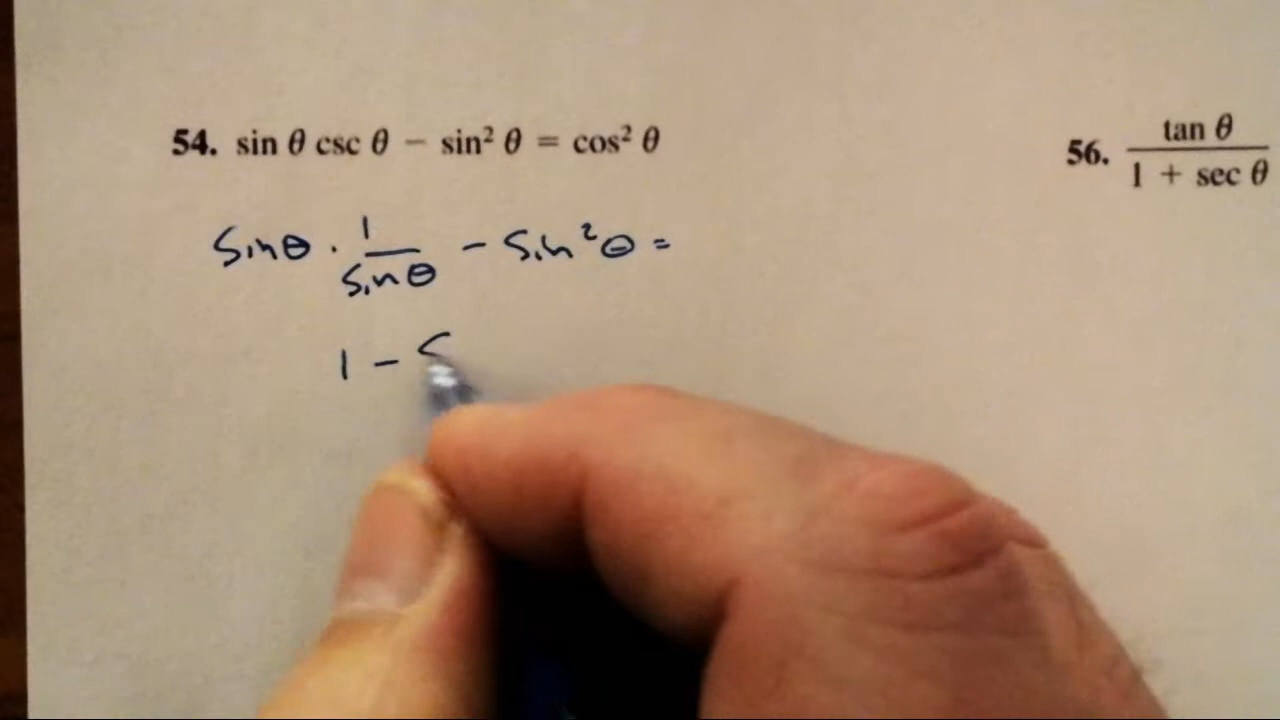 54. sin θ csc θ − sin² θ = cos² θ
56. tan θ / 1 + sec θ
sinθ · 1/sinθ − sin²θ =
1 − s